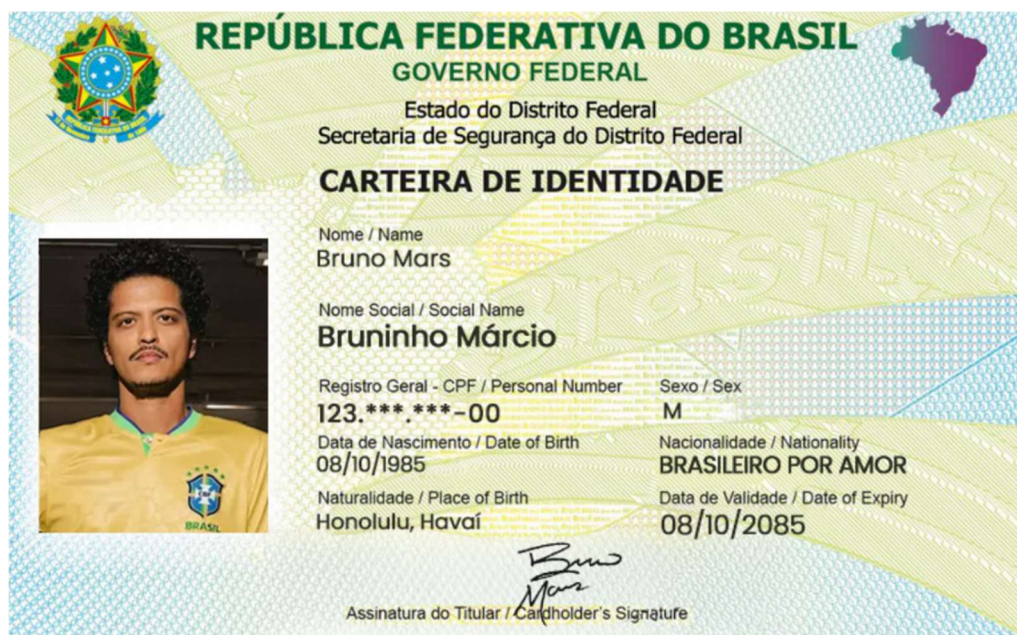 REPÚBLICA FEDERATIVA DO BRASIL
GOVERNO FEDERAL
Estado do Distrito Federal
Secretaria de Segurança do Distrito Federal
CARTEIRA DE IDENTIDADE
Nome / Name
Bruno Mars
Nome Social / Social Name
Bruninho Márcio
Registro Geral - CPF / Personal Number Sexo / Sex
123.***.***-00 M
Data de Nascimento / Date of Birth Nacionalidade / Nationality
08/10/1985 BRASILEIRO POR AMOR
Naturalidade / Place of Birth Data de Validade / Date of Expiry
Honolulu, Havaí 08/10/2085
Bruno
Mars
Assinatura do Titular / Cardholder's Signature
Brasil
CBF
BRASIL